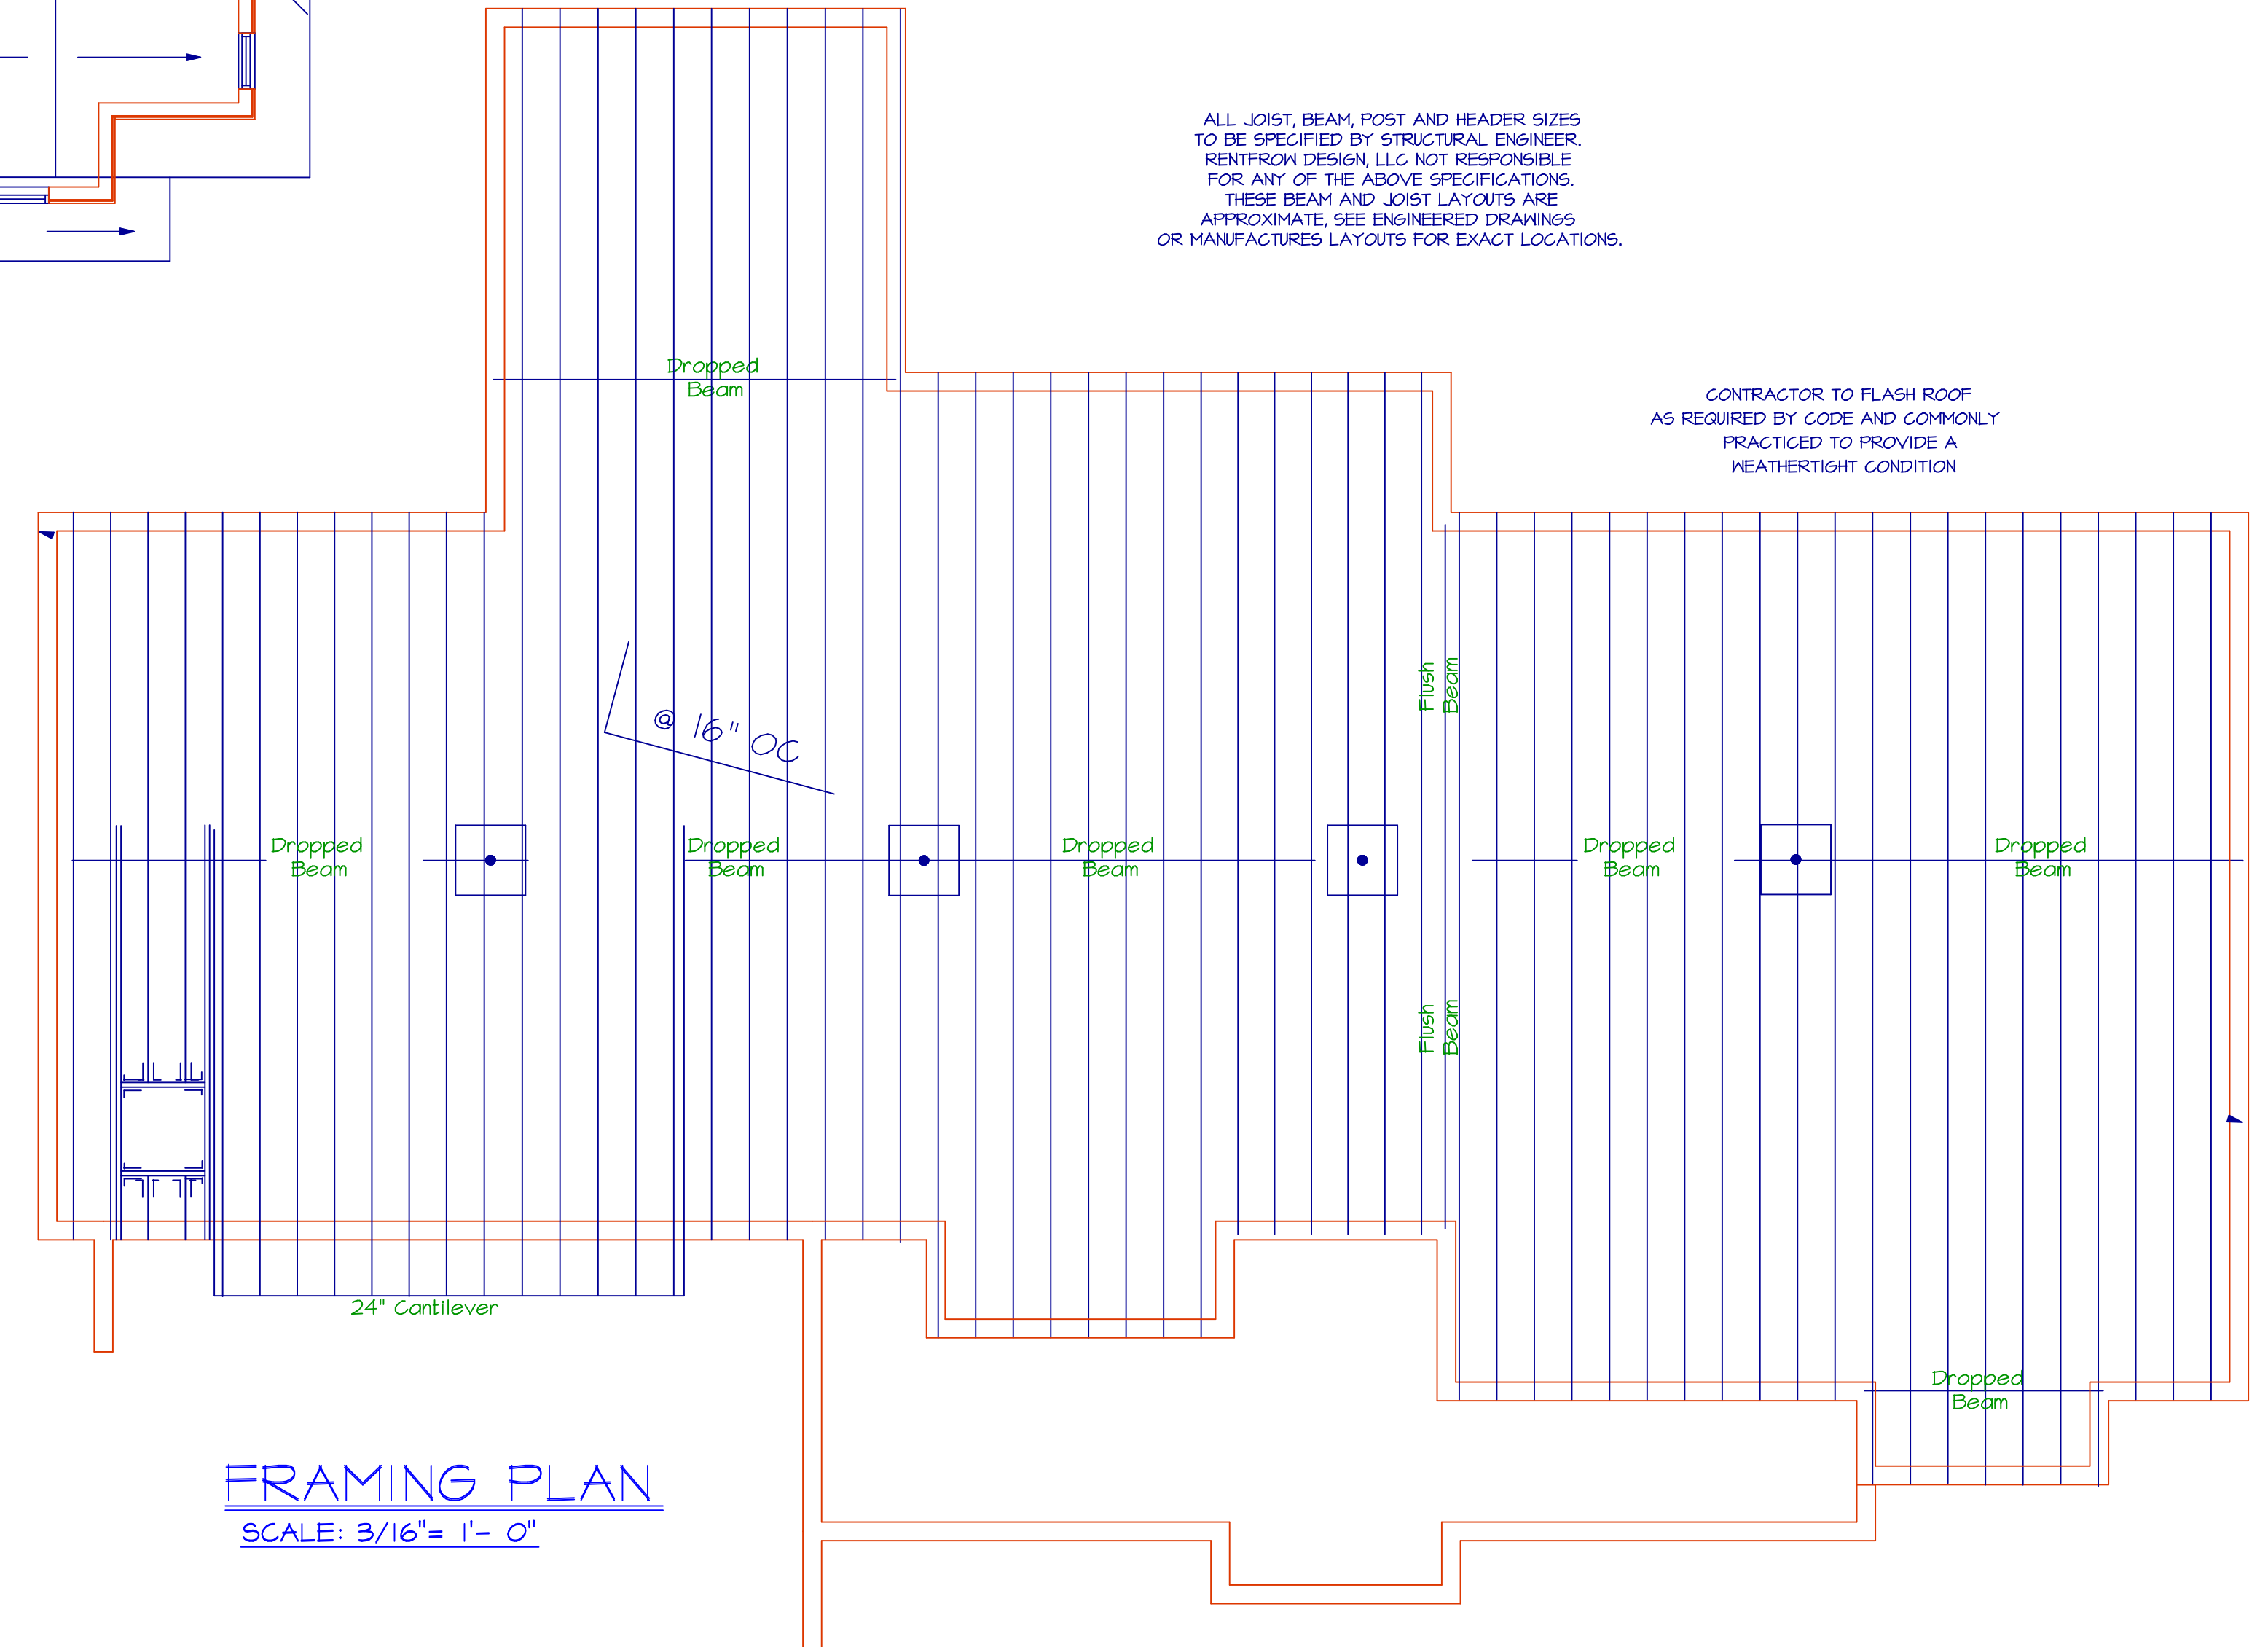 ALL JOIST, BEAM, POST AND HEADER SIZES
TO BE SPECIFIED BY STRUCTURAL ENGINEER.
RENTFROW DESIGN, LLC NOT RESPONSIBLE
FOR ANY OF THE ABOVE SPECIFICATIONS.
THESE BEAM AND JOIST LAYOUTS ARE
APPROXIMATE, SEE ENGINEERED DRAWINGS
OR MANUFACTURES LAYOUTS FOR EXACT LOCATIONS.
Dropped
Beam
CONTRACTOR TO FLASH ROOF
AS REQUIRED BY CODE AND COMMONLY
PRACTICED TO PROVIDE A
WEATHERTIGHT CONDITION
Flush
Beam
@ 16" OC
Dropped
Beam
Dropped
Beam
Dropped
Beam
Dropped
Beam
Dropped
Beam
Flush
Beam
24" Cantilever
Dropped
Beam
FRAMING PLAN
SCALE: 3/16"= 1'- 0"